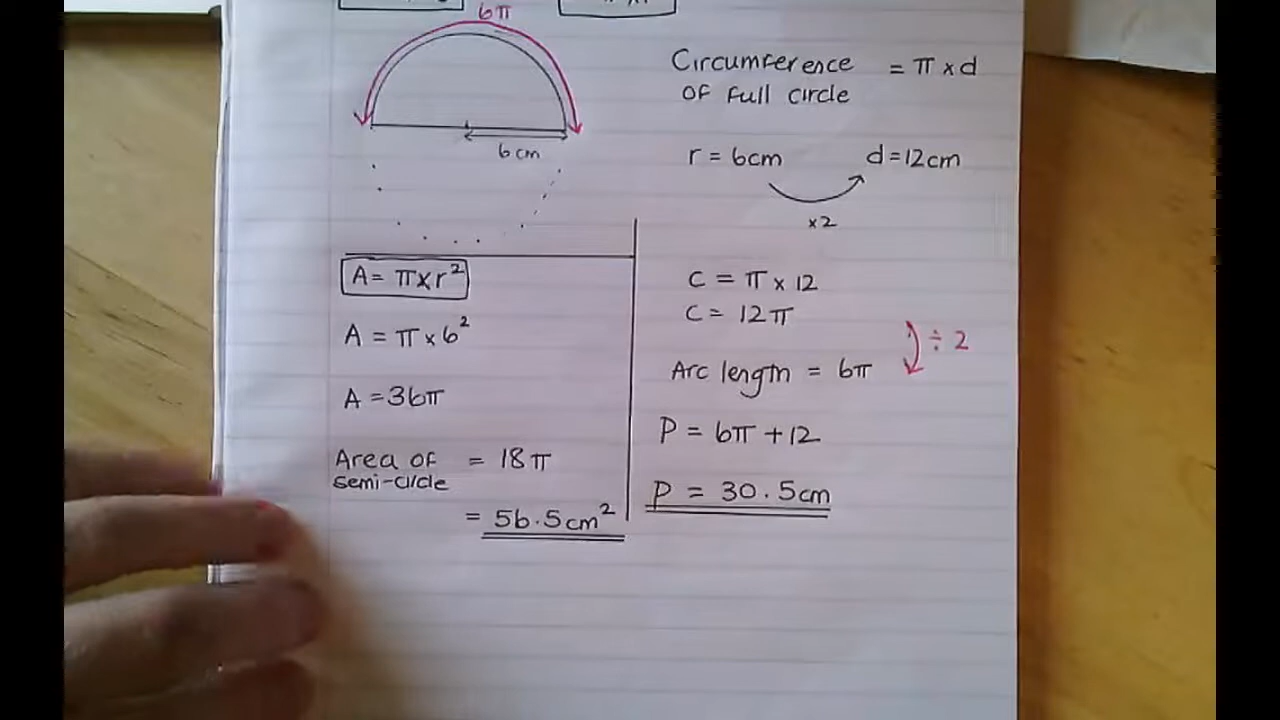 6π
6cm
Circumference = π × d
of full circle
r = 6cm d = 12cm
×2
A = π×r²
A = π × 6²
A = 36π
Area of = 18π
semi-circle
= 56.5cm²
C = π × 12
C = 12π
÷ 2
Arc length = 6π
P = 6π + 12
P = 30.5cm